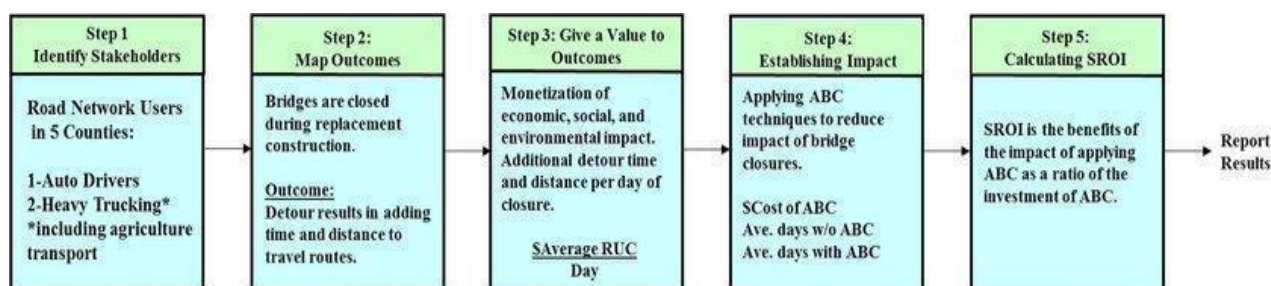 Step 1
Identify Stakeholders
Road Network Users
in 5 Counties:
1-Auto Drivers
2-Heavy Trucking*
*including agriculture
transport
Step 2:
Map Outcomes
Bridges are closed
during replacement
construction.
Outcome:
Detour results in adding
time and distance to
travel routes.
Step 3: Give a Value to
Outcomes
Monetization of
economic, social, and
environmental impact.
Additional detour time
and distance per day of
closure.
$Average RUC
Day
Step 4:
Establishing Impact
Applying ABC
techniques to reduce
impact of bridge
closures.
$Cost of ABC
Ave. days w/o ABC
Ave. days with ABC
Step 5:
Calculating SROI
SROI is the benefits of
the impact of applying
ABC as a ratio of the
investment of ABC.
Report
Results